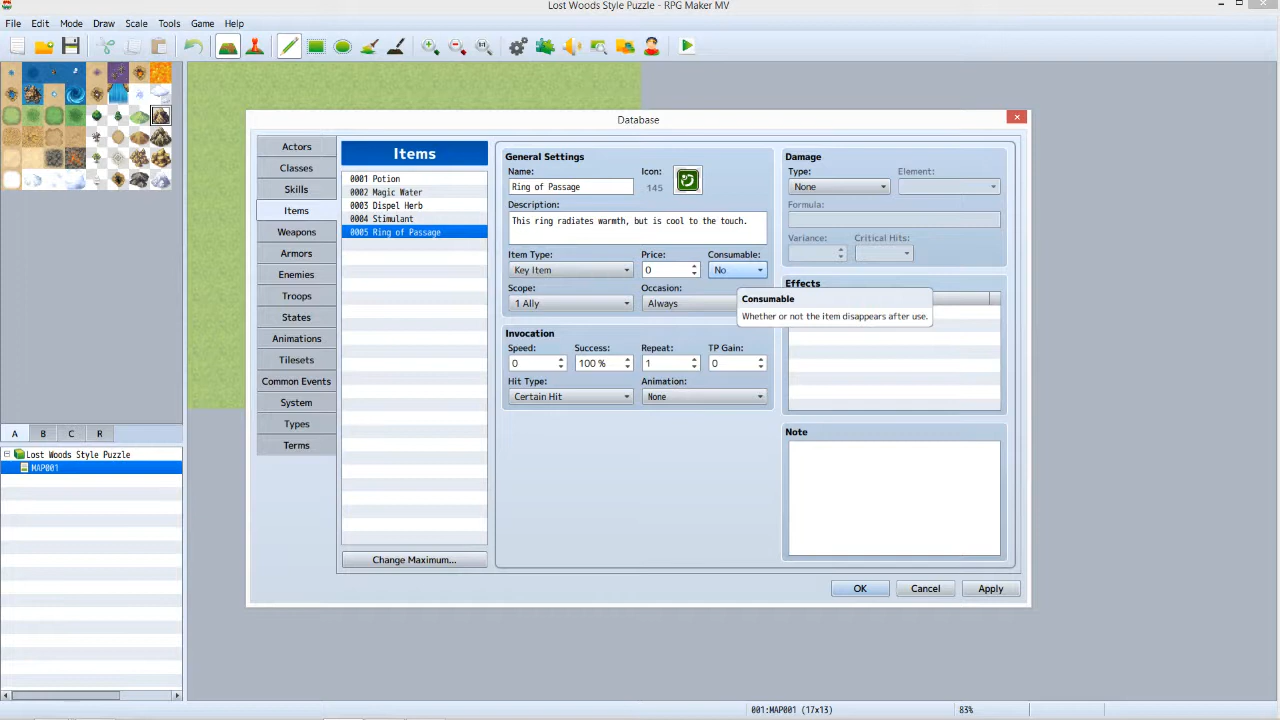 Lost Woods Style Puzzle - RPG Maker MV
File Edit Mode Draw Scale Tools Game Help
Database
Actors
Classes
Skills
Items
Weapons
Armors
Enemies
Troops
States
Animations
Tilesets
Common Events
System
Types
Terms
Items
0001 Potion
0002 Magic Water
0003 Dispel Herb
0004 Stimulant
0005 Ring of Passage
Change Maximum...
General Settings
Name: Icon:
Ring of Passage 145
Description:
This ring radiates warmth, but is cool to the touch.
Item Type: Price: Consumable:
Key Item 0 No
Scope: Occasion:
1 Ally Always
Consumable
Whether or not the item disappears after use.
Invocation
Speed: Success: Repeat: TP Gain:
0 100 % 1 0
Hit Type: Animation:
Certain Hit None
Damage
Type: Element:
None
Formula:
Variance: Critical Hits:
Effects
Note
OK Cancel Apply
A B C R
Lost Woods Style Puzzle
MAP001
001:MAP001 (17x13) 83%